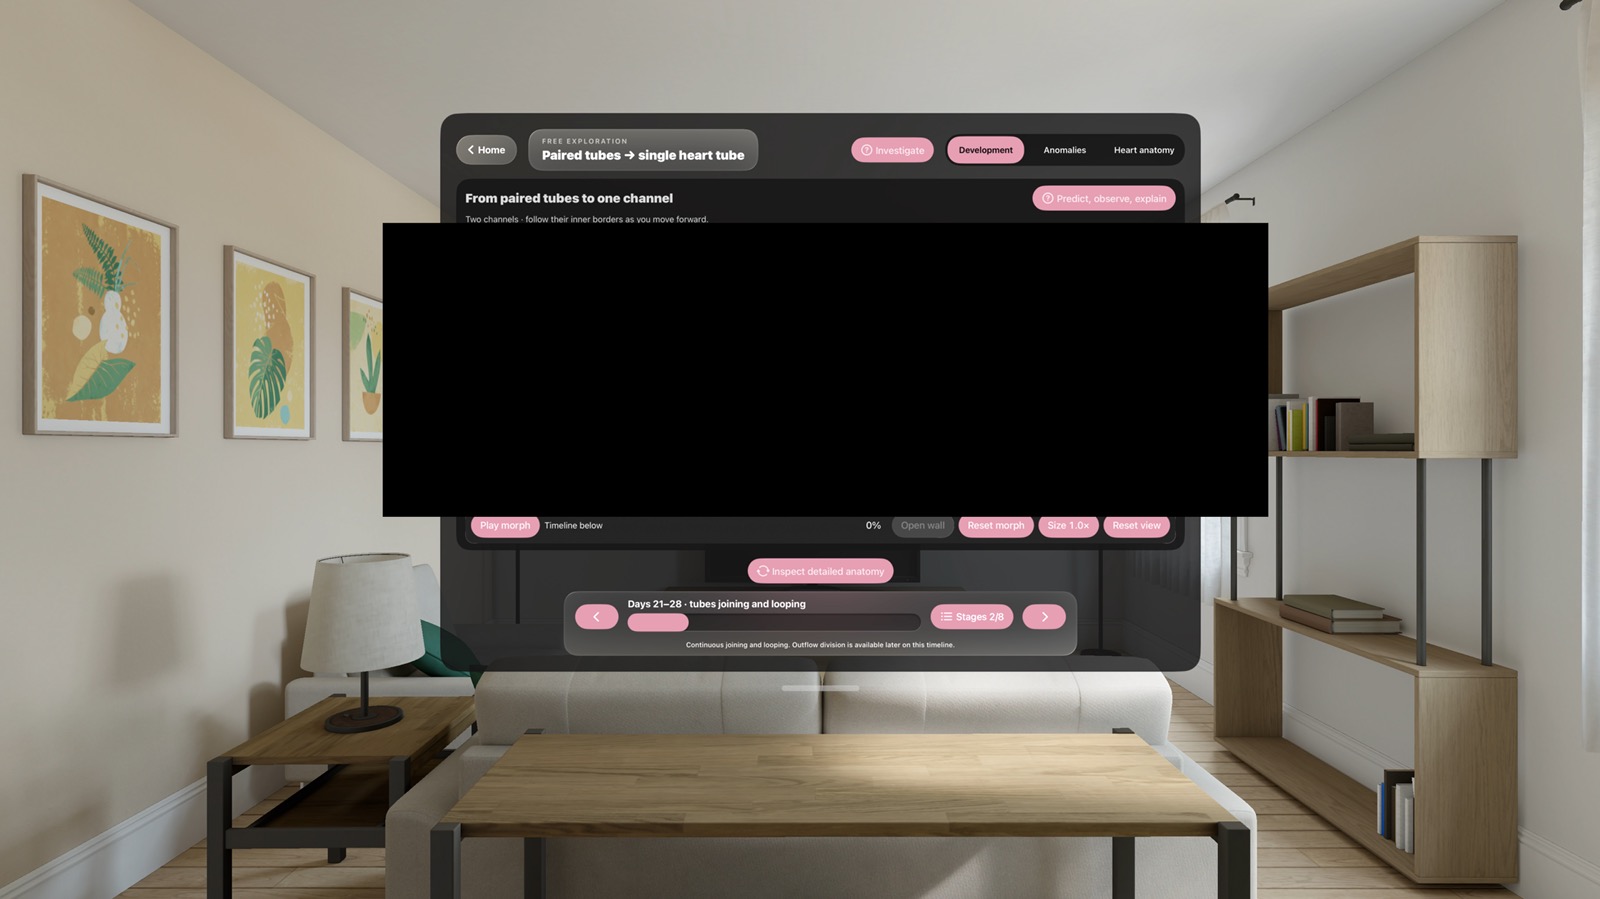 Home
FREE EXPLORATION
Paired tubes → single heart tube
Investigate
Development
Anomalies
Heart anatomy
From paired tubes to one channel
Predict, observe, explain
Two channels · follow their inner borders as you move forward.
Play morph
Timeline below
0%
Open wall
Reset morph
Size 1.0×
Reset view
Inspect detailed anatomy
Days 21–28 · tubes joining and looping
Stages 2/8
Continuous joining and looping. Outflow division is available later on this timeline.